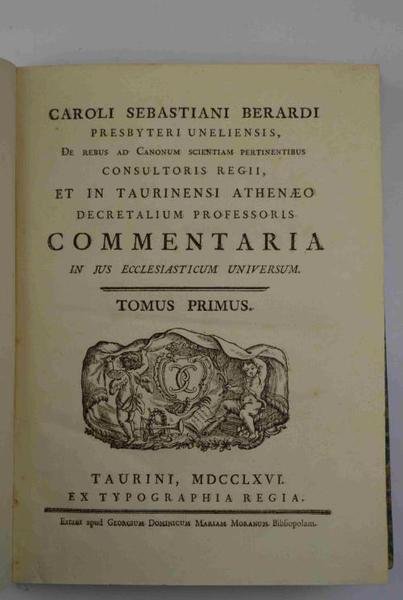 CAROLI SEBASTIANI BERARDI
PRESBYTERI UNELIENSIS,
DE REBUS AD CANONUM SCIENTIAM PERTINENTIBUS
CONSULTORIS REGII,
ET IN TAURINENSI ATHENÆO
DECRETALIUM PROFESSORIS
COMMENTARIA
IN JUS ECCLESIASTICUM UNIVERSUM.
TOMUS PRIMUS.
TAURINI, MDCCLXVI.
EX TYPOGRAPHIA REGIA.
Extant apud GEORGIUM DOMINICUM MARIAM MORANUM Bibliopolam.